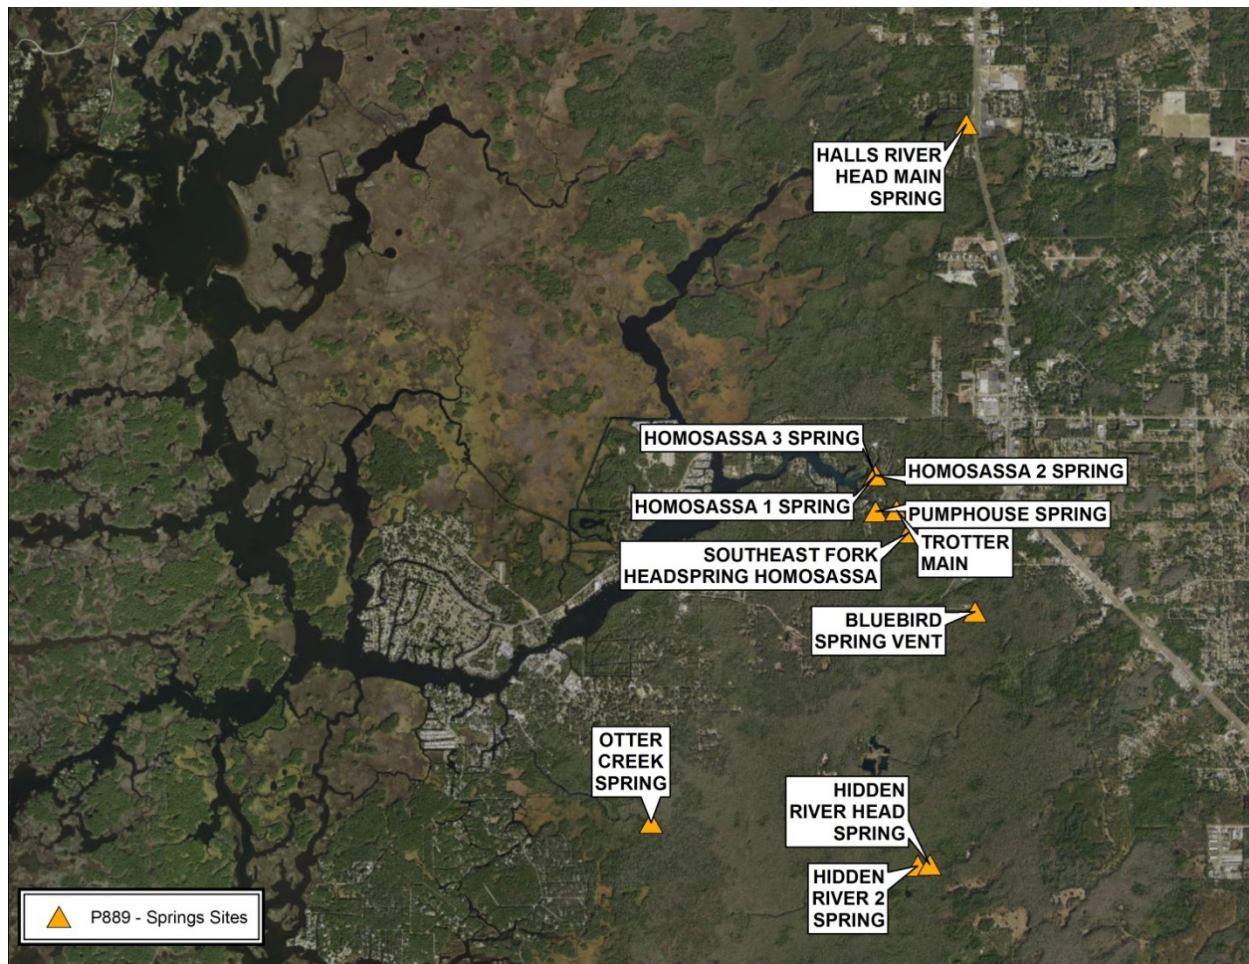 HALLS RIVER
HEAD MAIN
SPRING
HOMOSASSA 3 SPRING
HOMOSASSA 2 SPRING
HOMOSASSA 1 SPRING
PUMPHOUSE SPRING
TROTTER
MAIN
SOUTHEAST FORK
HEADSPRING HOMOSASSA
BLUEBIRD
SPRING VENT
OTTER
CREEK
SPRING
HIDDEN
RIVER HEAD
SPRING
HIDDEN
RIVER 2
SPRING
P889 - Springs Sites